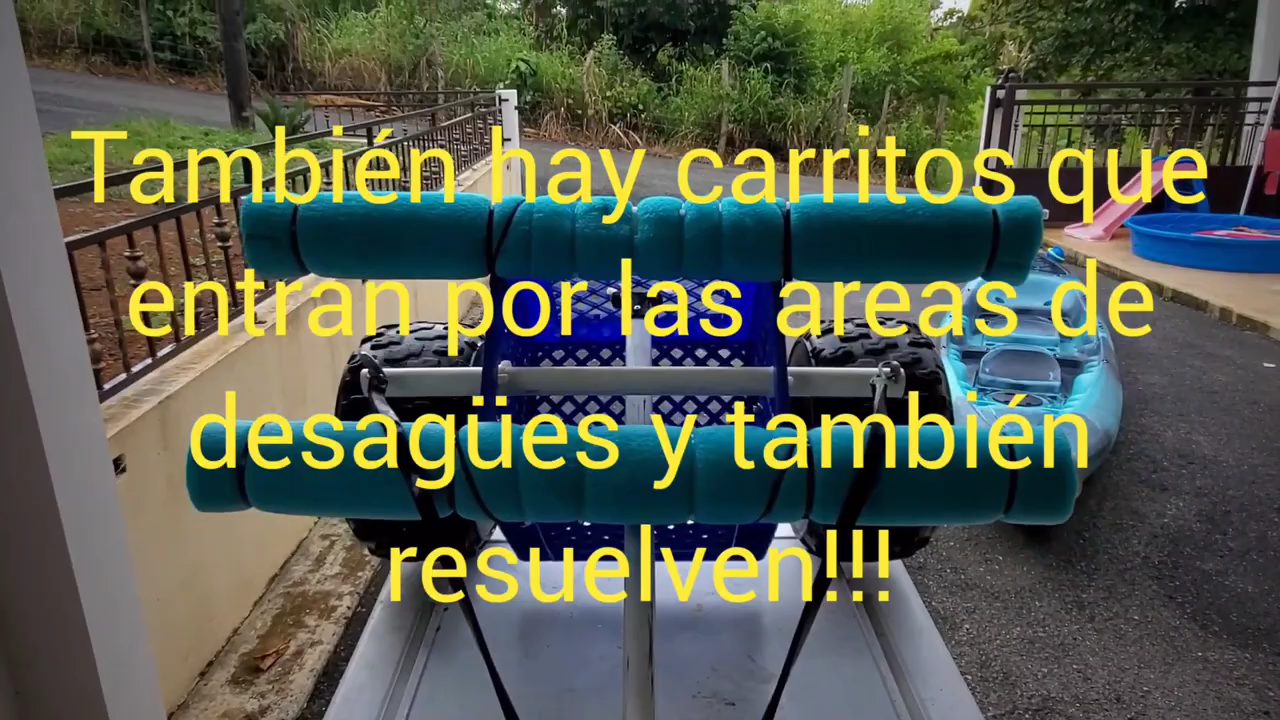 También hay carritos que
entran por las areas de
desagües y también
resuelven!!!